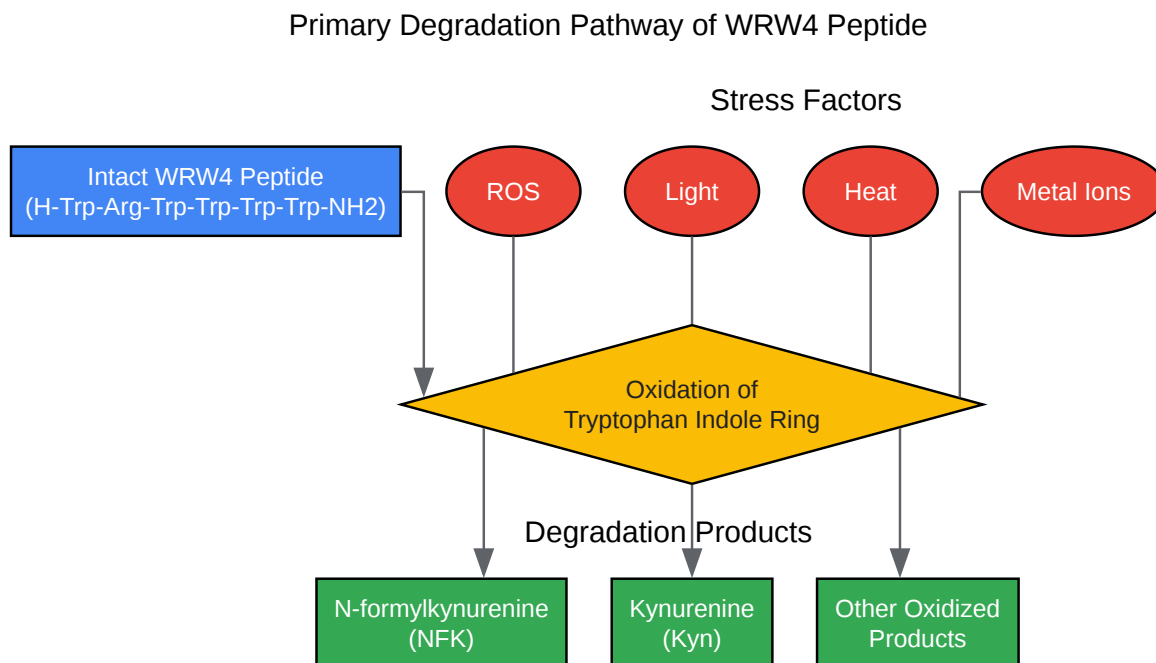 Primary Degradation Pathway of WRW4 Peptide
Stress Factors
Intact WRW4 Peptide
(H-Trp-Arg-Trp-Trp-Trp-Trp-NH2)
ROS
Light
Heat
Metal Ions
Oxidation of
Tryptophan Indole Ring
Degradation Products
N-formylkynurenine
(NFK)
Kynurenine
(Kyn)
Other Oxidized
Products